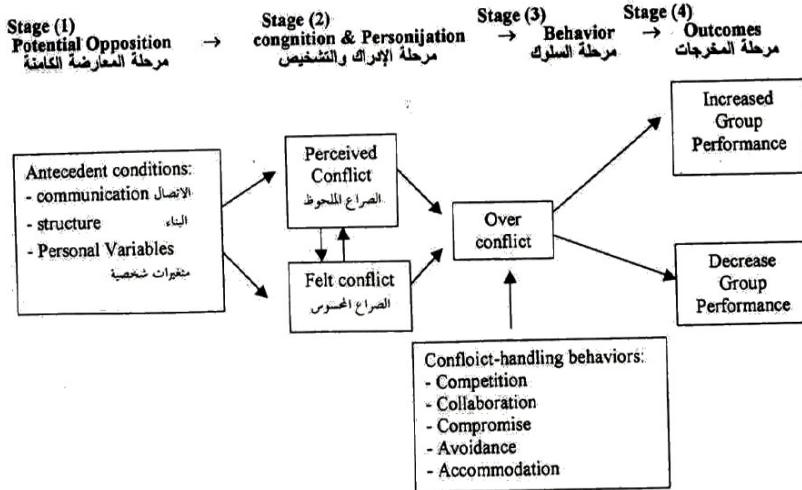 Stage (1)
Potential Opposition →
مرحلة المعارضة الكامنة
Stage (2)
congnition & Personijation →
مرحلة الإدراك والتشخيص
Stage (3)
Behavior →
مرحلة السلوك
Stage (4)
Outcomes
مرحلة المخرجات
Antecedent conditions:
- communication الاتصال
- structure البناء
- Personal Variables
متغيرات شخصية
Perceived
Conflict
الصراع الملحوظ
Felt conflict
الصراع المحسوس
Over
conflict
Confloict-handling behaviors:
- Competition
- Collaboration
- Compromise
- Avoidance
- Accommodation
Increased
Group
Performance
Decrease
Group
Performance